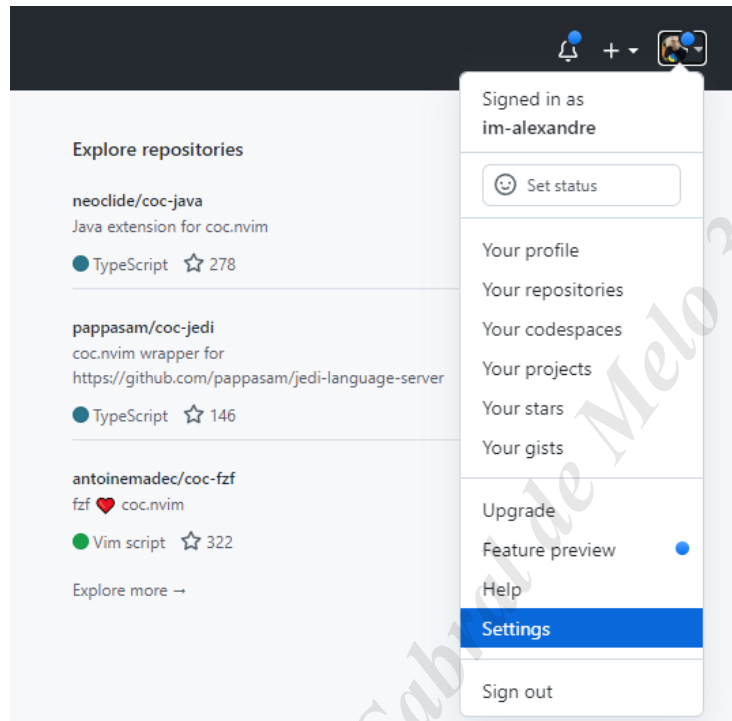 Signed in as
im-alexandre
Set status
Your profile
Your repositories
Your codespaces
Your projects
Your stars
Your gists
Upgrade
Feature preview
Help
Settings
Sign out
Explore repositories
neoclide/coc-java
Java extension for coc.nvim
TypeScript 278
pappasam/coc-jedi
coc.nvim wrapper for
https://github.com/pappasam/jedi-language-server
TypeScript 146
antoinemadec/coc-fzf
fzf ❤️ coc.nvim
Vim script 322
Explore more →
Cabral de Melo